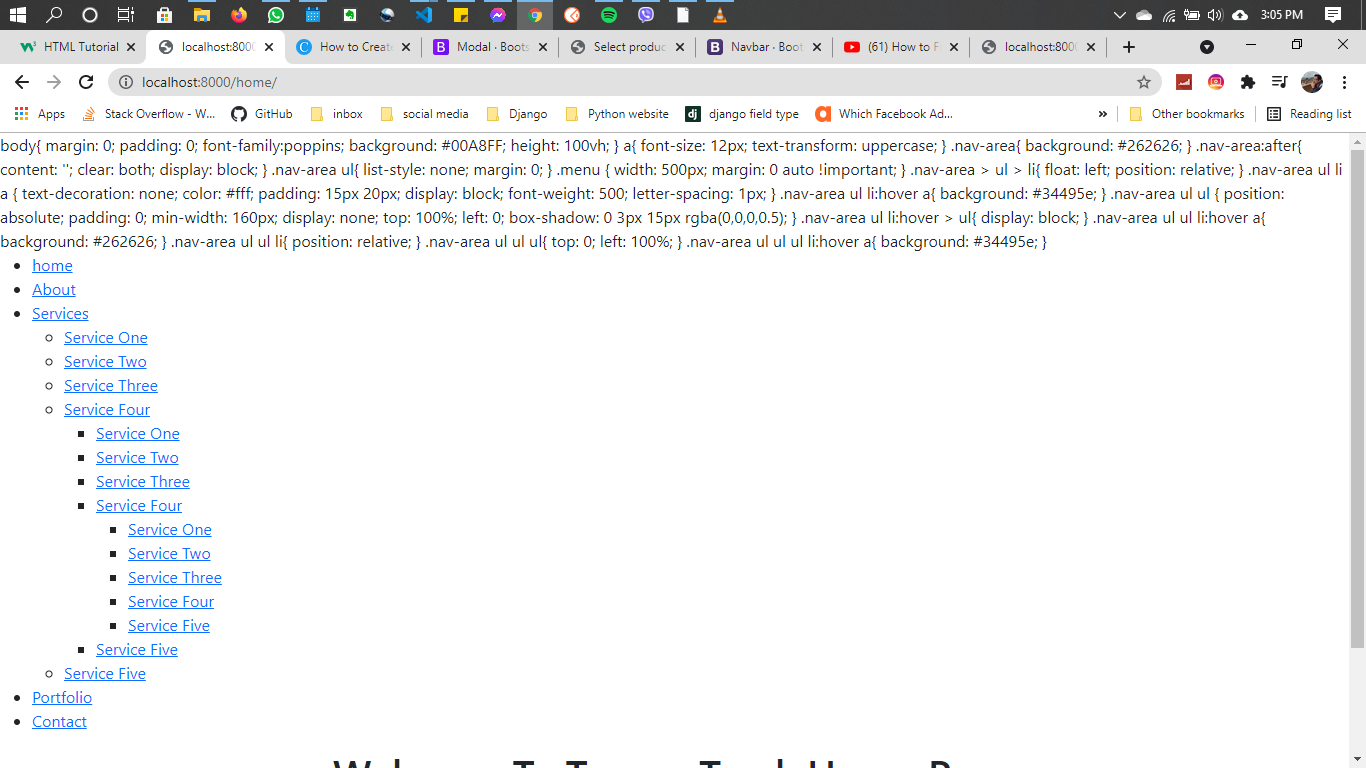 3:05 PM
HTML Tutorial
localhost:8000
How to Create
Modal · Boots
Select produc
Navbar · Boot
(61) How to F
localhost:8000
localhost:8000/home/
Apps
Stack Overflow - W...
GitHub
inbox
social media
Django
Python website
dj
django field type
Which Facebook Ad...
»
Other bookmarks
Reading list
body{ margin: 0; padding: 0; font-family:poppins; background: #00A8FF; height: 100vh; } a{ font-size: 12px; text-transform: uppercase; } .nav-area{ background: #262626; } .nav-area:after{
content: ''; clear: both; display: block; } .nav-area ul{ list-style: none; margin: 0; } .menu { width: 500px; margin: 0 auto !important; } .nav-area > ul > li{ float: left; position: relative; } .nav-area ul li
a { text-decoration: none; color: #fff; padding: 15px 20px; display: block; font-weight: 500; letter-spacing: 1px; } .nav-area ul li:hover a{ background: #34495e; } .nav-area ul ul { position:
absolute; padding: 0; min-width: 160px; display: none; top: 100%; left: 0; box-shadow: 0 3px 15px rgba(0,0,0,0.5); } .nav-area ul li:hover > ul{ display: block; } .nav-area ul ul li:hover a{
background: #262626; } .nav-area ul ul li{ position: relative; } .nav-area ul ul ul{ top: 0; left: 100%; } .nav-area ul ul ul li:hover a{ background: #34495e; }
home
About
Services
Service One
Service Two
Service Three
Service Four
Service One
Service Two
Service Three
Service Four
Service One
Service Two
Service Three
Service Four
Service Five
Service Five
Service Five
Portfolio
Contact